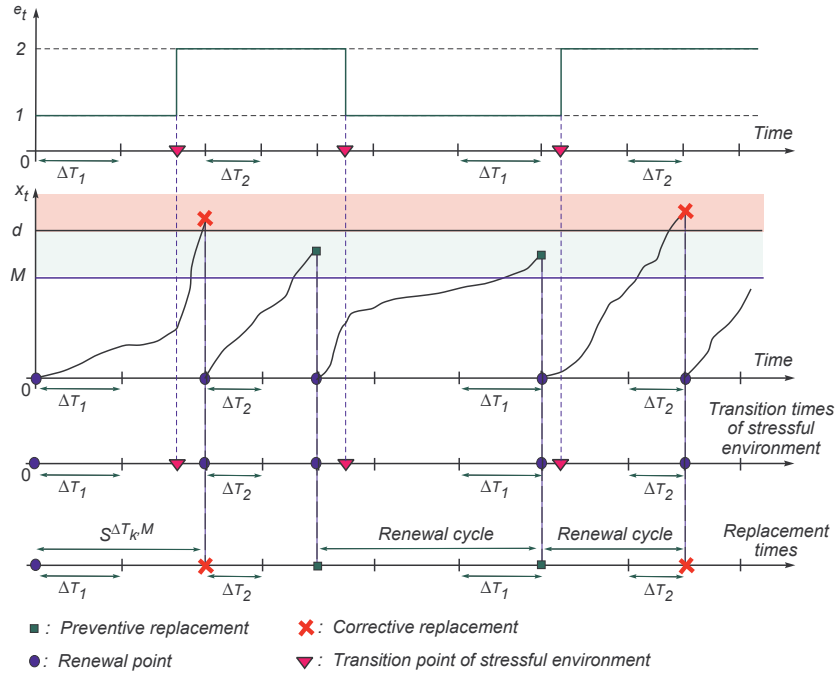 e_t
2
1
Time
0
ΔT_1
ΔT_2
ΔT_1
ΔT_2
x_t
d
M
Time
0
ΔT_1
ΔT_2
ΔT_1
ΔT_2
Transition times
of stressful
environment
0
ΔT_1
ΔT_2
ΔT_1
ΔT_2
S^{ΔT_k,M}
Renewal cycle
Renewal cycle
Replacement
times
ΔT_1
ΔT_2
ΔT_1
ΔT_2
: Preventive replacement
: Corrective replacement
: Renewal point
: Transition point of stressful environment